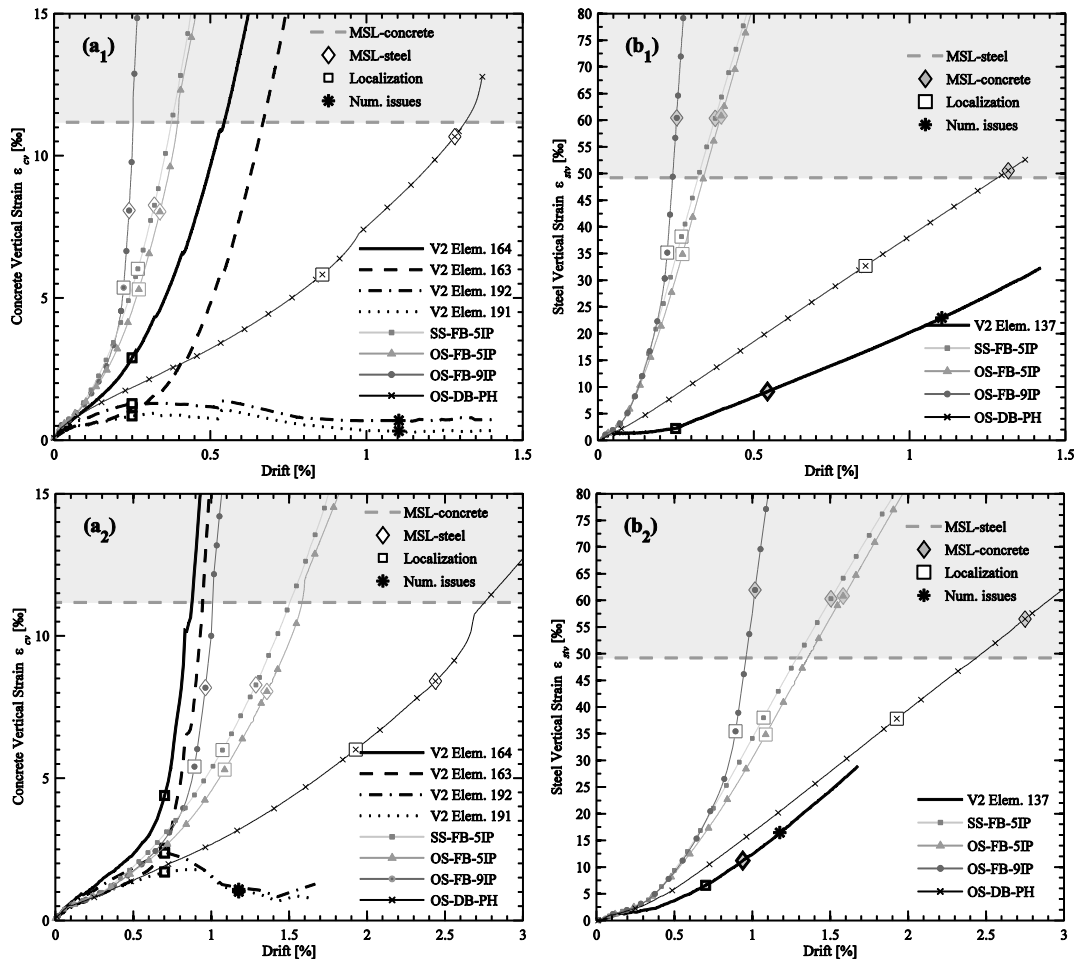 (a1)
MSL-concrete
MSL-steel
Localization
Num. issues
V2 Elem. 164
V2 Elem. 163
V2 Elem. 192
V2 Elem. 191
SS-FB-5IP
OS-FB-5IP
OS-FB-9IP
OS-DB-PH
Concrete Vertical Strain ε cv [‰]
15
10
5
0
0
0.5
1
1.5
Drift [%]
(b1)
MSL-steel
MSL-concrete
Localization
Num. issues
V2 Elem. 137
SS-FB-5IP
OS-FB-5IP
OS-FB-9IP
OS-DB-PH
Steel Vertical Strain ε stv [‰]
80
75
70
65
60
55
50
45
40
35
30
25
20
15
10
5
0
0
0.5
1
1.5
Drift [%]
(a2)
MSL-concrete
MSL-steel
Localization
Num. issues
V2 Elem. 164
V2 Elem. 163
V2 Elem. 192
V2 Elem. 191
SS-FB-5IP
OS-FB-5IP
OS-FB-9IP
OS-DB-PH
Concrete Vertical Strain ε cv [‰]
15
10
5
0
0
0.5
1
1.5
2
2.5
3
Drift [%]
(b2)
MSL-steel
MSL-concrete
Localization
Num. issues
V2 Elem. 137
SS-FB-5IP
OS-FB-5IP
OS-FB-9IP
OS-DB-PH
Steel Vertical Strain ε stv [‰]
80
75
70
65
60
55
50
45
40
35
30
25
20
15
10
5
0
0
0.5
1
1.5
2
2.5
3
Drift [%]